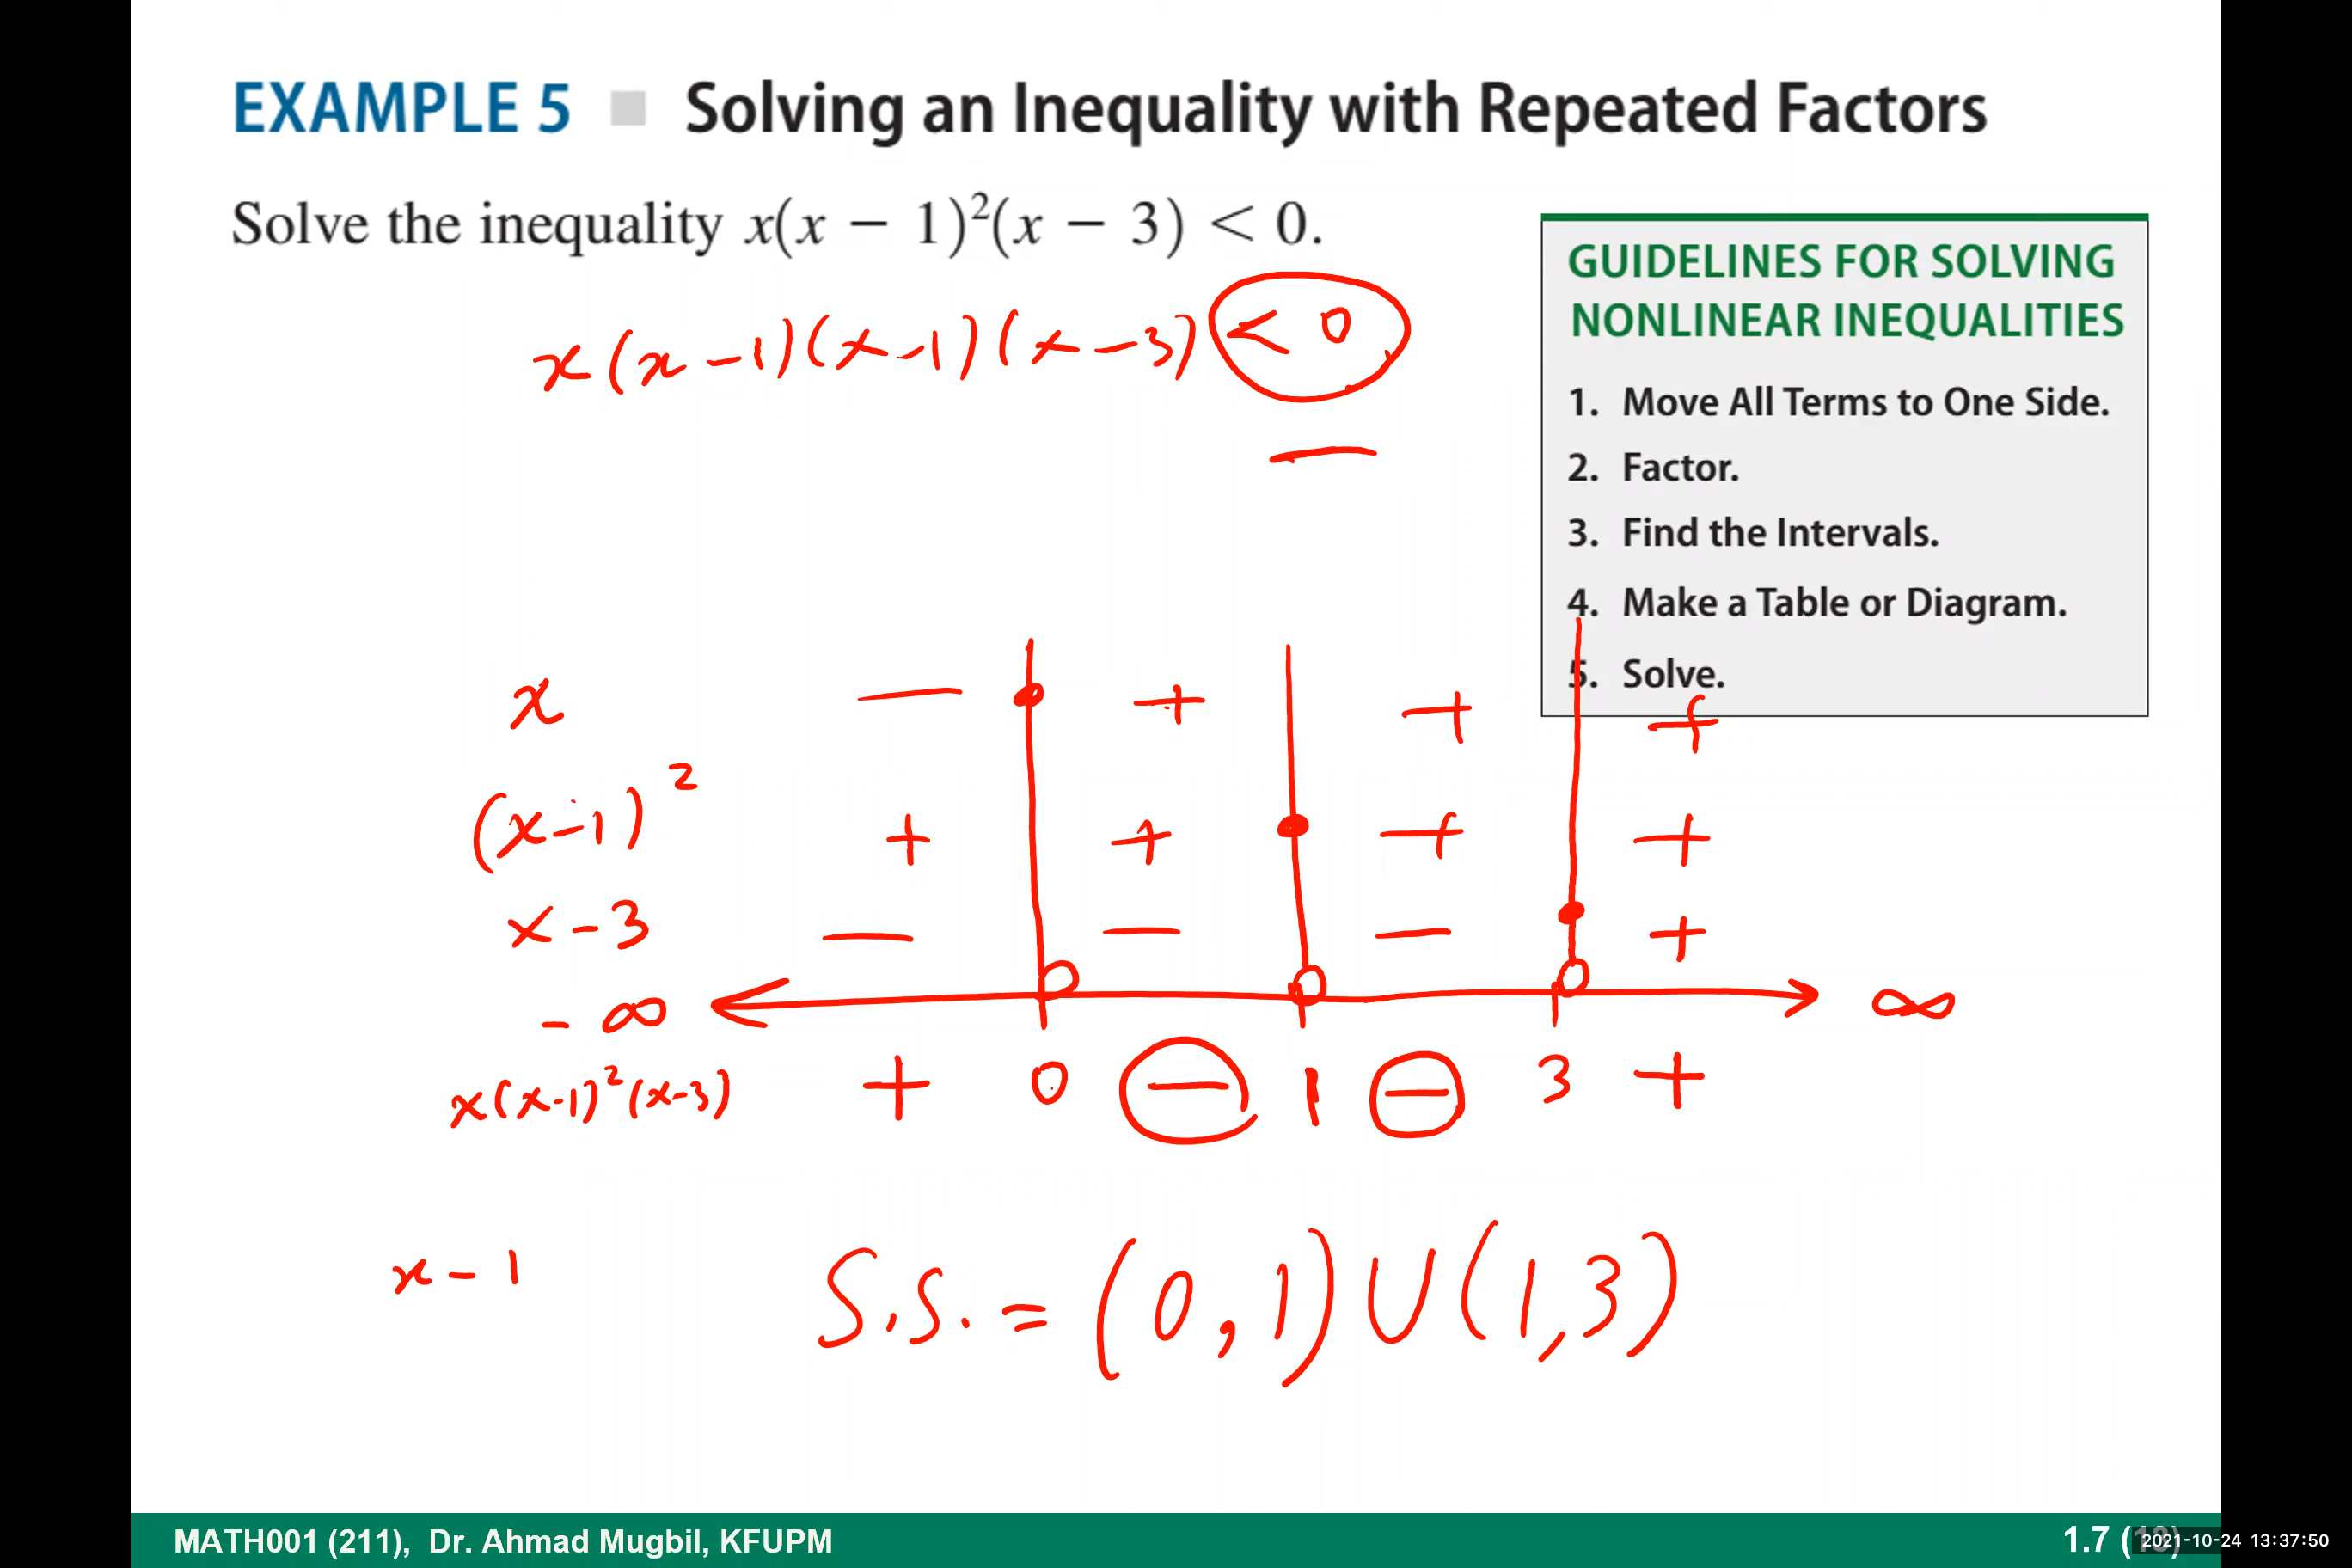 EXAMPLE 5 ■ Solving an Inequality with Repeated Factors
Solve the inequality x(x − 1)²(x − 3) < 0.
x(x-1)(x-1)(x-3) < 0
—
GUIDELINES FOR SOLVING
NONLINEAR INEQUALITIES
1. Move All Terms to One Side.
2. Factor.
3. Find the Intervals.
4. Make a Table or Diagram.
5. Solve.
x − + + +
(x-1)² + + + +
x-3 − − − +
-∞ ∞
x(x-1)²(x-3) + 0 − 1 − 3 +
x-1
S.S. = (0,1)U(1,3)
MATH001 (211), Dr. Ahmad Mugbil, KFUPM
1.7 (
2021-10-24 13:37:50